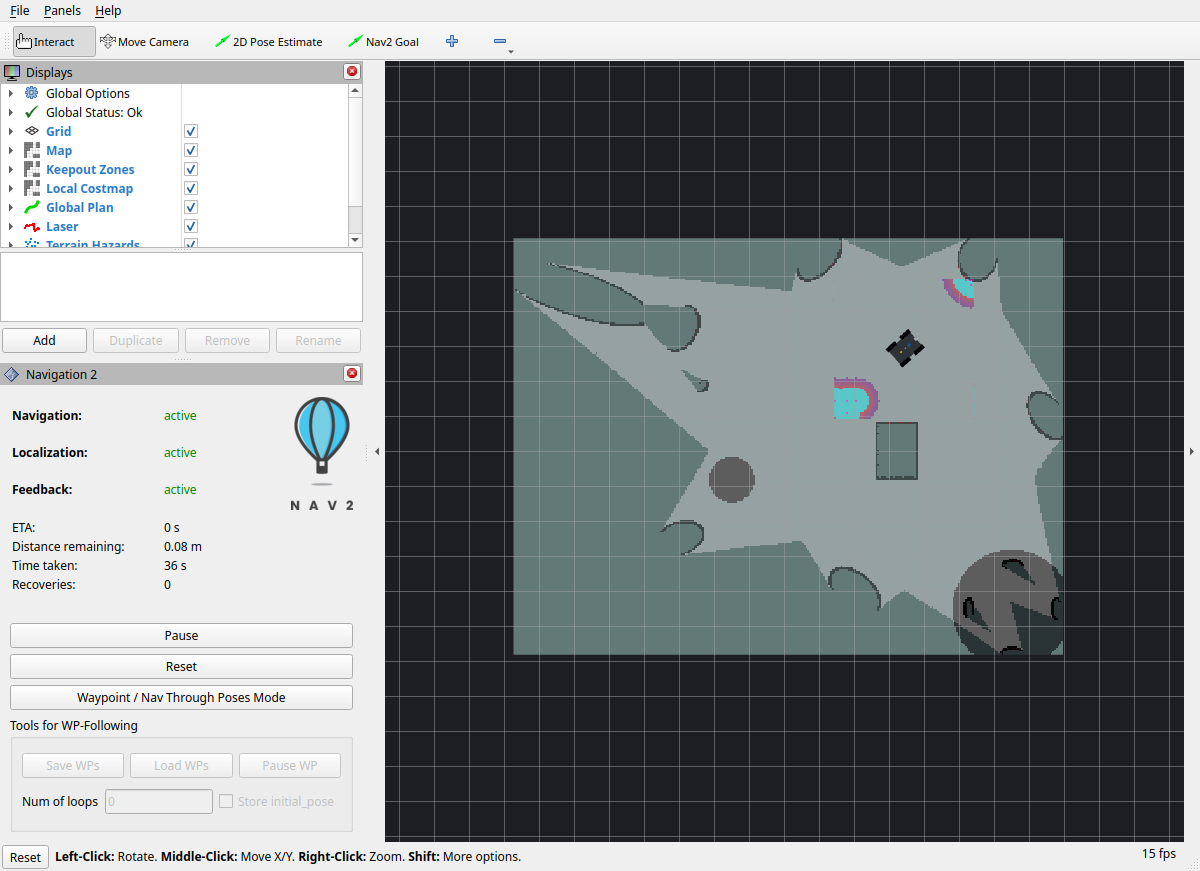 File Panels Help
Interact Move Camera 2D Pose Estimate Nav2 Goal
Displays
Global Options
Global Status: Ok
Grid
Map
Keepout Zones
Local Costmap
Global Plan
Laser
Terrain Hazards
Add Duplicate Remove Rename
Navigation 2
Navigation: active
Localization: active
Feedback: active
NAV2
ETA: 0 s
Distance remaining: 0.08 m
Time taken: 36 s
Recoveries: 0
Pause
Reset
Waypoint / Nav Through Poses Mode
Tools for WP-Following
Save WPs Load WPs Pause WP
Num of loops 0 Store initial_pose
Reset Left-Click: Rotate. Middle-Click: Move X/Y. Right-Click: Zoom. Shift: More options. 15 fps